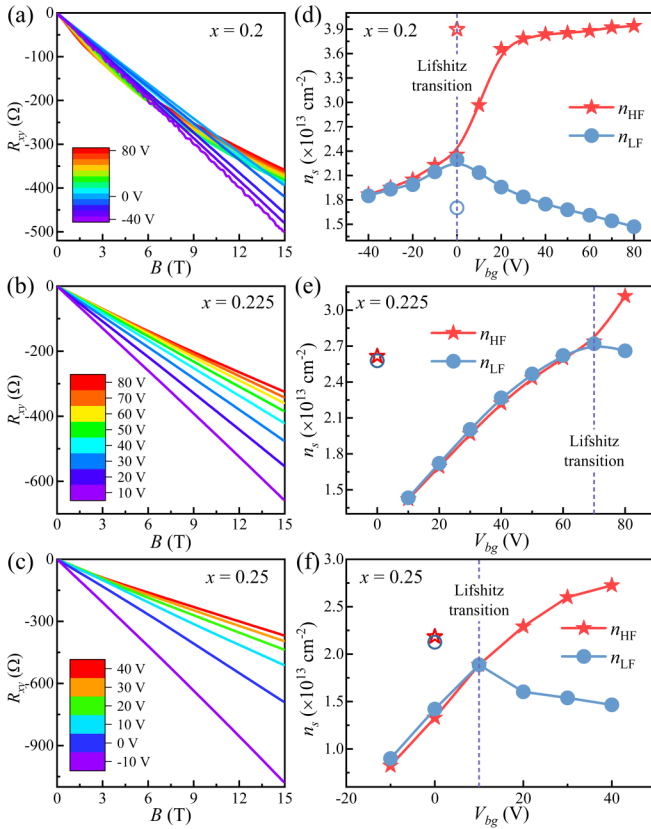 (a)
x = 0.2
R_xy (Ω)
0
-100
-200
-300
-400
-500
80 V
0 V
-40 V
0 3 6 9 12 15
B (T)
(d)
x = 0.2
n_s (×10^13 cm^-2)
3.9
3.6
3.3
3.0
2.7
2.4
2.1
1.8
1.5
Lifshitz
transition
n_HF
n_LF
-40 -20 0 20 40 60 80
V_bg (V)
(b)
x = 0.225
R_xy (Ω)
0
-200
-400
-600
80 V
70 V
60 V
50 V
40 V
30 V
20 V
10 V
0 3 6 9 12 15
B (T)
(e)
x = 0.225
n_s (×10^13 cm^-2)
3.0
2.7
2.4
2.1
1.8
1.5
n_HF
n_LF
Lifshitz
transition
0 20 40 60 80
V_bg (V)
(c)
x = 0.25
R_xy (Ω)
0
-300
-600
-900
40 V
30 V
20 V
10 V
0 V
-10 V
0 3 6 9 12 15
B (T)
(f)
x = 0.25
n_s (×10^13 cm^-2)
3.0
2.5
2.0
1.5
1.0
Lifshitz
transition
n_HF
n_LF
-20 0 20 40
V_bg (V)